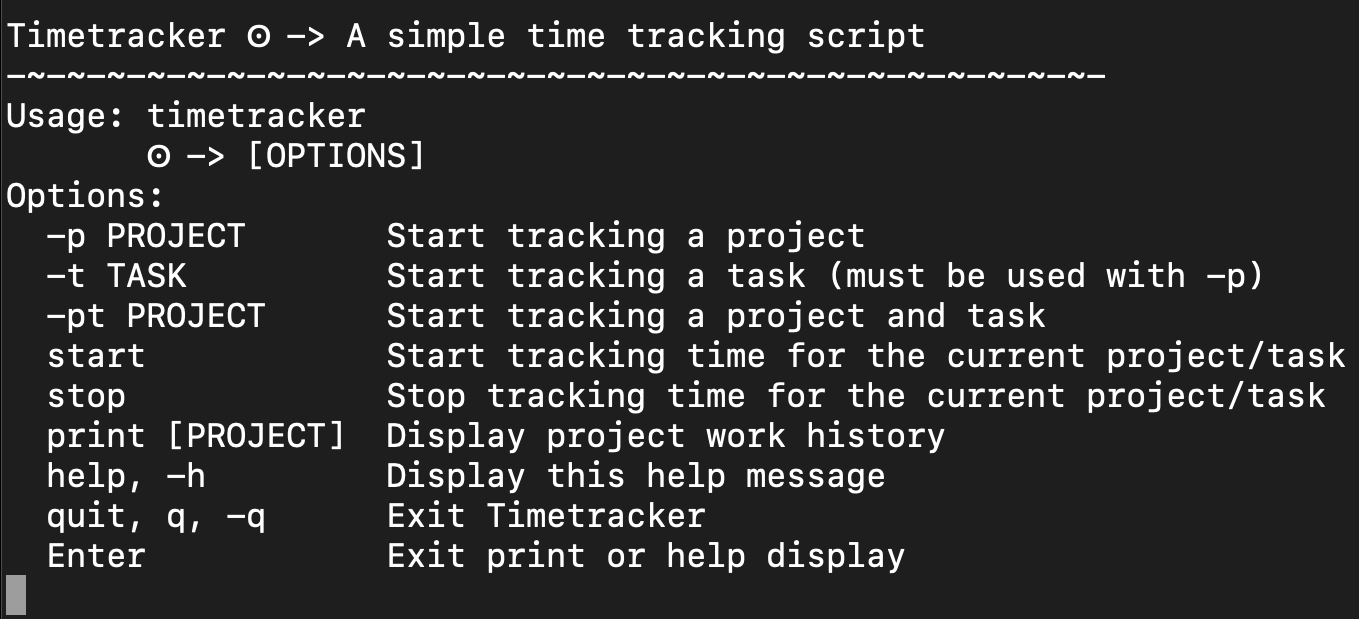 Timetracker ⊙ —> A simple time tracking script
—~—~—~—~—~—~—~—~—~—~—~—~—~—~—~—~—~—~—~—~—~—~—~—~—~—~—~—
Usage: timetracker
       ⊙ —> [OPTIONS]
Options:
  —p PROJECT       Start tracking a project
  —t TASK          Start tracking a task (must be used with —p)
  —pt PROJECT      Start tracking a project and task
  start            Start tracking time for the current project/task
  stop             Stop tracking time for the current project/task
  print [PROJECT]  Display project work history
  help, —h         Display this help message
  quit, q, —q      Exit Timetracker
  Enter            Exit print or help display